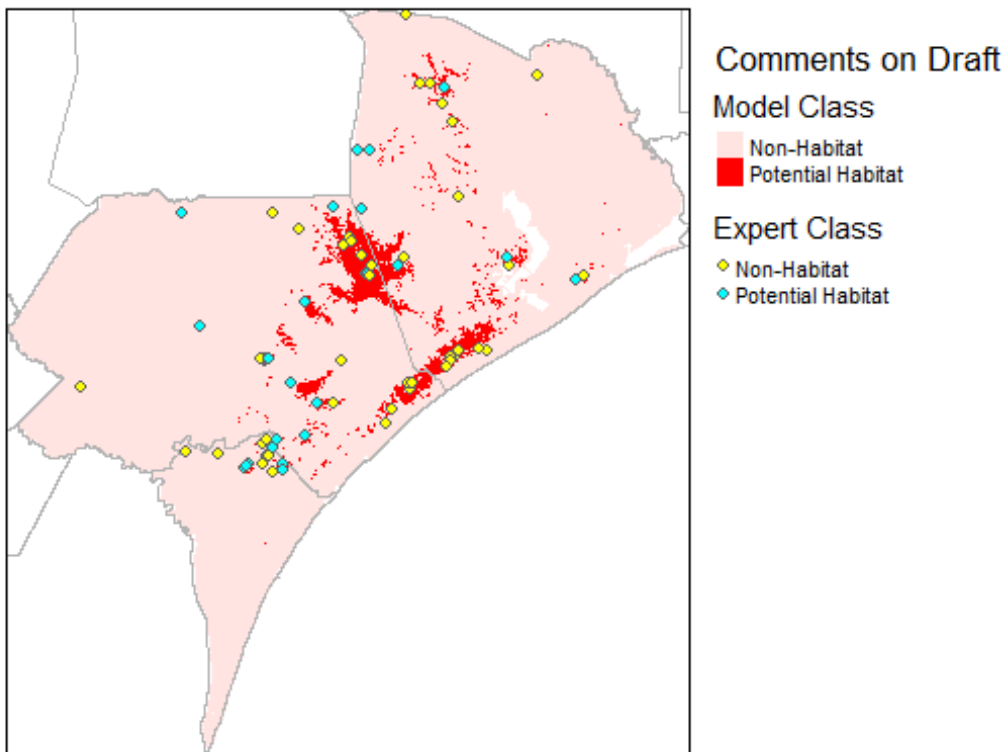 Comments on Draft
Model Class
Non-Habitat
Potential Habitat
Expert Class
Non-Habitat
Potential Habitat